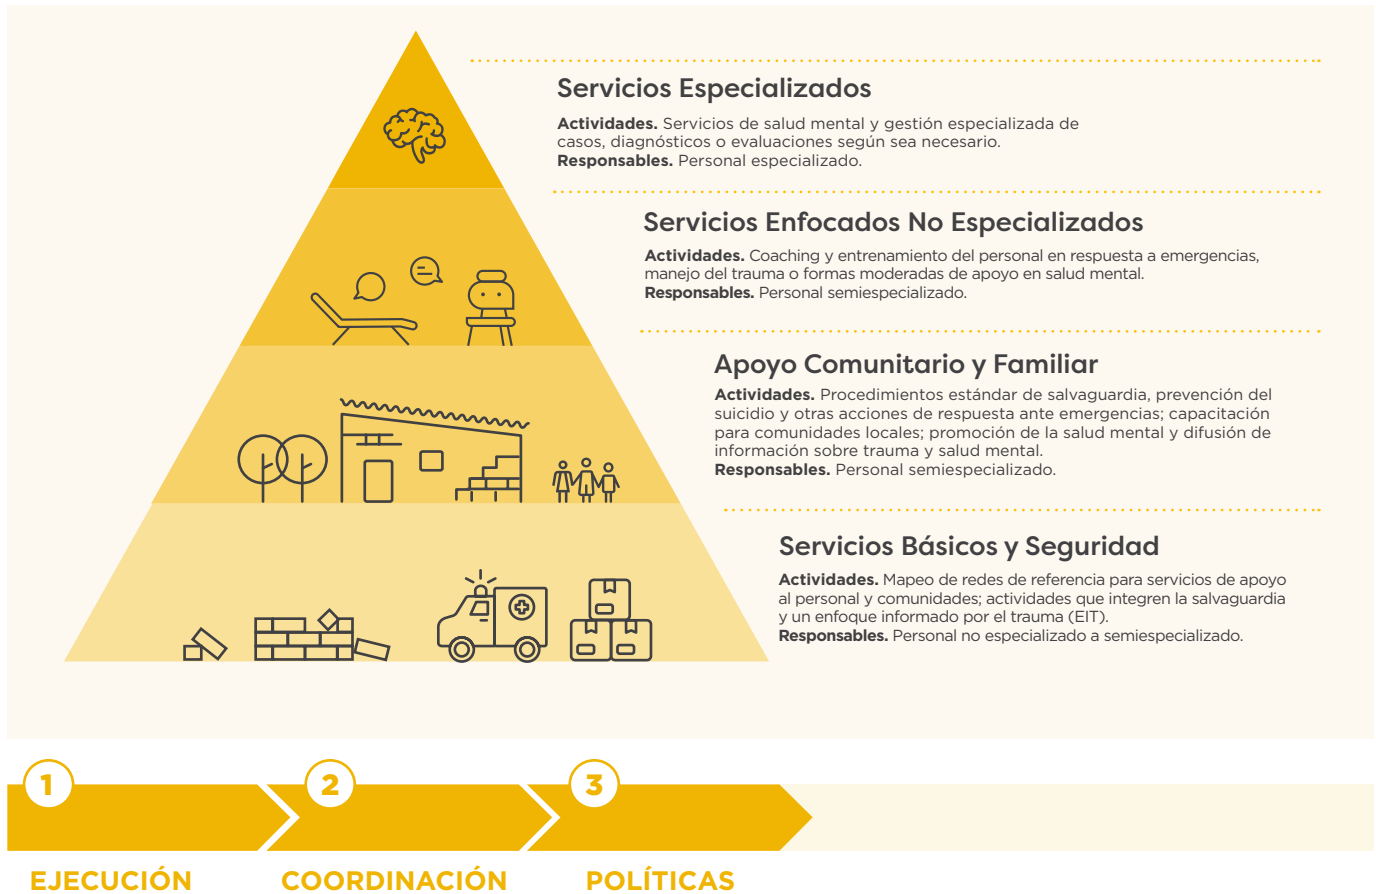 Servicios Especializados
Actividades. Servicios de salud mental y gestión especializada de
casos, diagnósticos o evaluaciones según sea necesario.
Responsables. Personal especializado.
Servicios Enfocados No Especializados
Actividades. Coaching y entrenamiento del personal en respuesta a emergencias,
manejo del trauma o formas moderadas de apoyo en salud mental.
Responsables. Personal semiespecializado.
Apoyo Comunitario y Familiar
Actividades. Procedimientos estándar de salvaguardia, prevención del
suicidio y otras acciones de respuesta ante emergencias; capacitación
para comunidades locales; promoción de la salud mental y difusión de
información sobre trauma y salud mental.
Responsables. Personal semiespecializado.
Servicios Básicos y Seguridad
Actividades. Mapeo de redes de referencia para servicios de apoyo
al personal y comunidades; actividades que integren la salvaguardia
y un enfoque informado por el trauma (EIT).
Responsables. Personal no especializado a semiespecializado.
1
2
3
EJECUCIÓN
COORDINACIÓN
POLÍTICAS